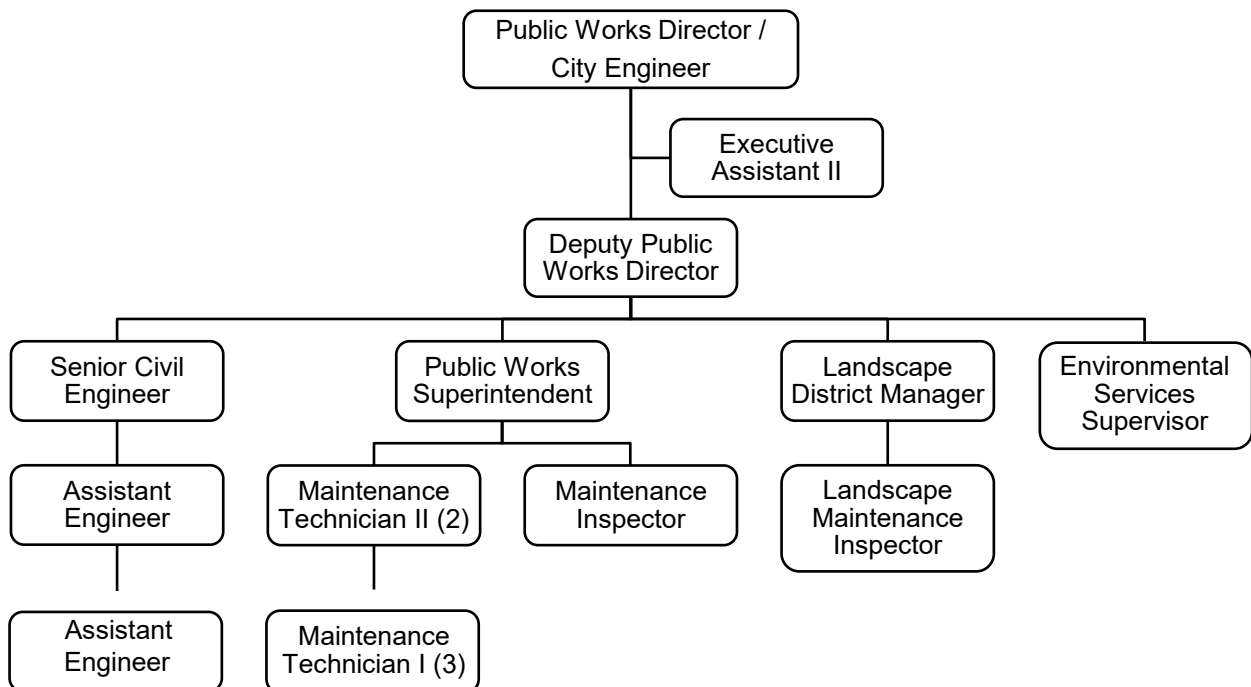 Public Works Director /
City Engineer
Executive
Assistant II
Deputy Public
Works Director
Senior Civil
Engineer
Public Works
Superintendent
Landscape
District Manager
Environmental
Services
Supervisor
Assistant
Engineer
Maintenance
Technician II (2)
Maintenance
Inspector
Landscape
Maintenance
Inspector
Assistant
Engineer
Maintenance
Technician I (3)